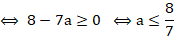 ⇔ 8 − 7a ≥ 0 ⇔ a ≤ 8/7